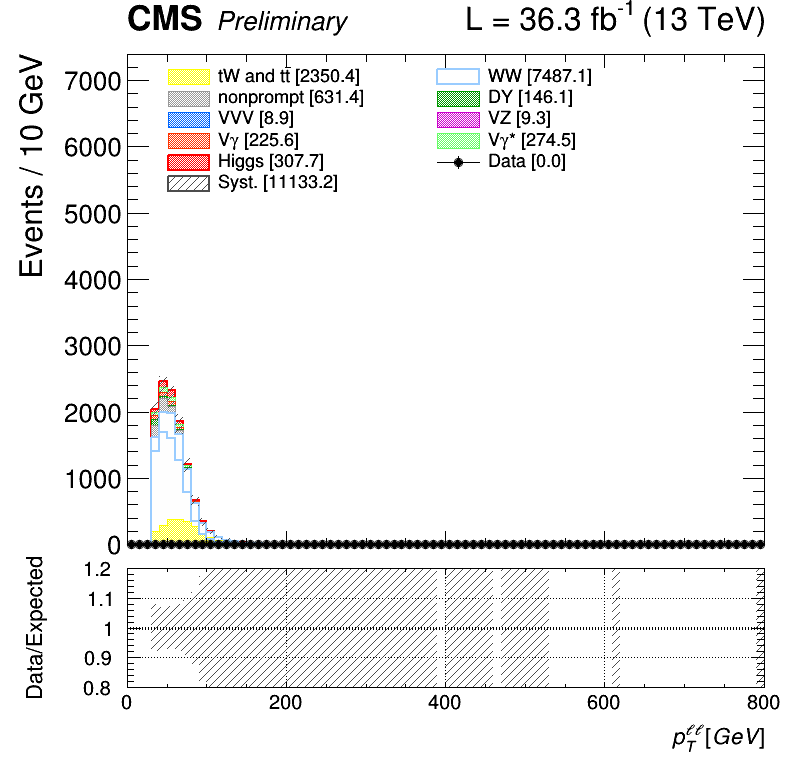 CMS Preliminary L = 36.3 fb⁻¹ (13 TeV)
Events / 10 GeV
7000
6000
5000
4000
3000
2000
1000
0
tW and tt̄ [2350.4]
nonprompt [631.4]
VVV [8.9]
Vγ [225.6]
Higgs [307.7]
Syst. [11133.2]
WW [7487.1]
DY [146.1]
VZ [9.3]
Vγ* [274.5]
Data [0.0]
Data/Expected
1.2
1.1
1
0.9
0.8
0 200 400 600 800
p_T^ℓℓ [GeV]